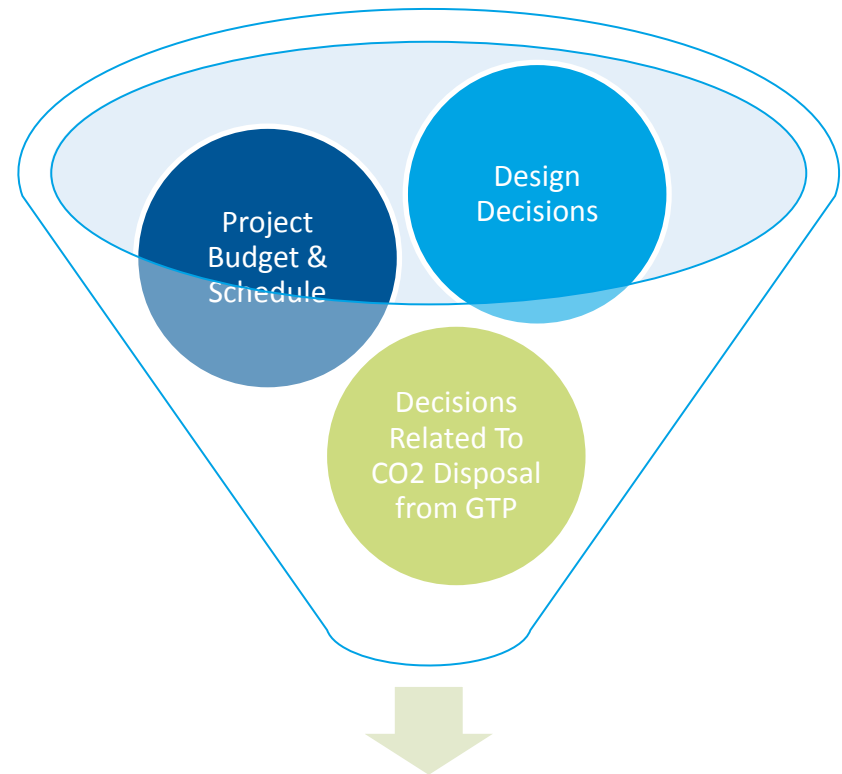 Project
Budget &
Schedule
Design
Decisions
Decisions
Related To
CO2 Disposal
from GTP